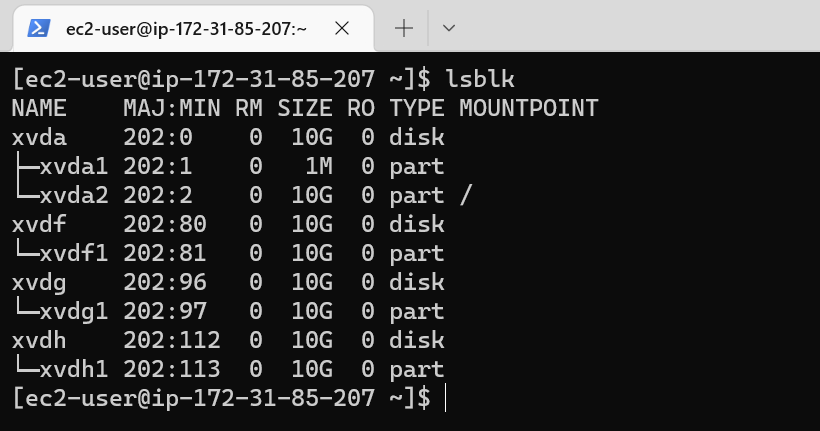 ec2-user@ip-172-31-85-207:~
[ec2-user@ip-172-31-85-207 ~]$ lsblk
NAME    MAJ:MIN RM SIZE RO TYPE MOUNTPOINT
xvda    202:0    0  10G  0 disk
├─xvda1 202:1    0   1M  0 part
└─xvda2 202:2    0  10G  0 part /
xvdf    202:80   0  10G  0 disk
└─xvdf1 202:81   0  10G  0 part
xvdg    202:96   0  10G  0 disk
└─xvdg1 202:97   0  10G  0 part
xvdh    202:112  0  10G  0 disk
└─xvdh1 202:113  0  10G  0 part
[ec2-user@ip-172-31-85-207 ~]$